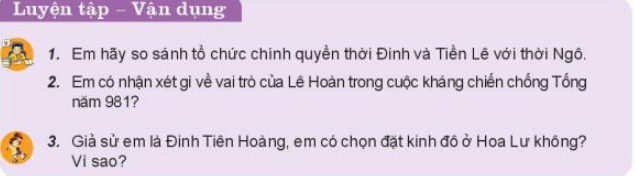 Luyện tập – Vận dụng
1. Em hãy so sánh tổ chức chính quyền thời Đinh và Tiền Lê với thời Ngô.
2. Em có nhận xét gì về vai trò của Lê Hoàn trong cuộc kháng chiến chống Tống
năm 981?
3. Giả sử em là Đinh Tiên Hoàng, em có chọn đặt kinh đô ở Hoa Lư không?
Vì sao?